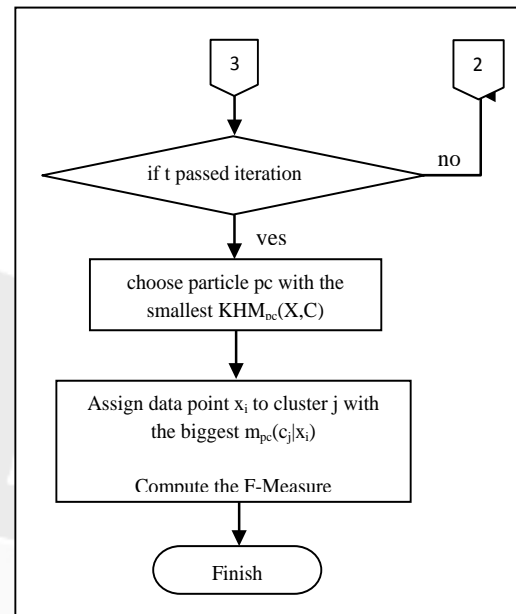 3
2
if t passed iteration
no
yes
choose particle pc with the
smallest KHMpc(X,C)
Assign data point xi to cluster j with
the biggest mpc(cj|xi)
Compute the F-Measure
Finish